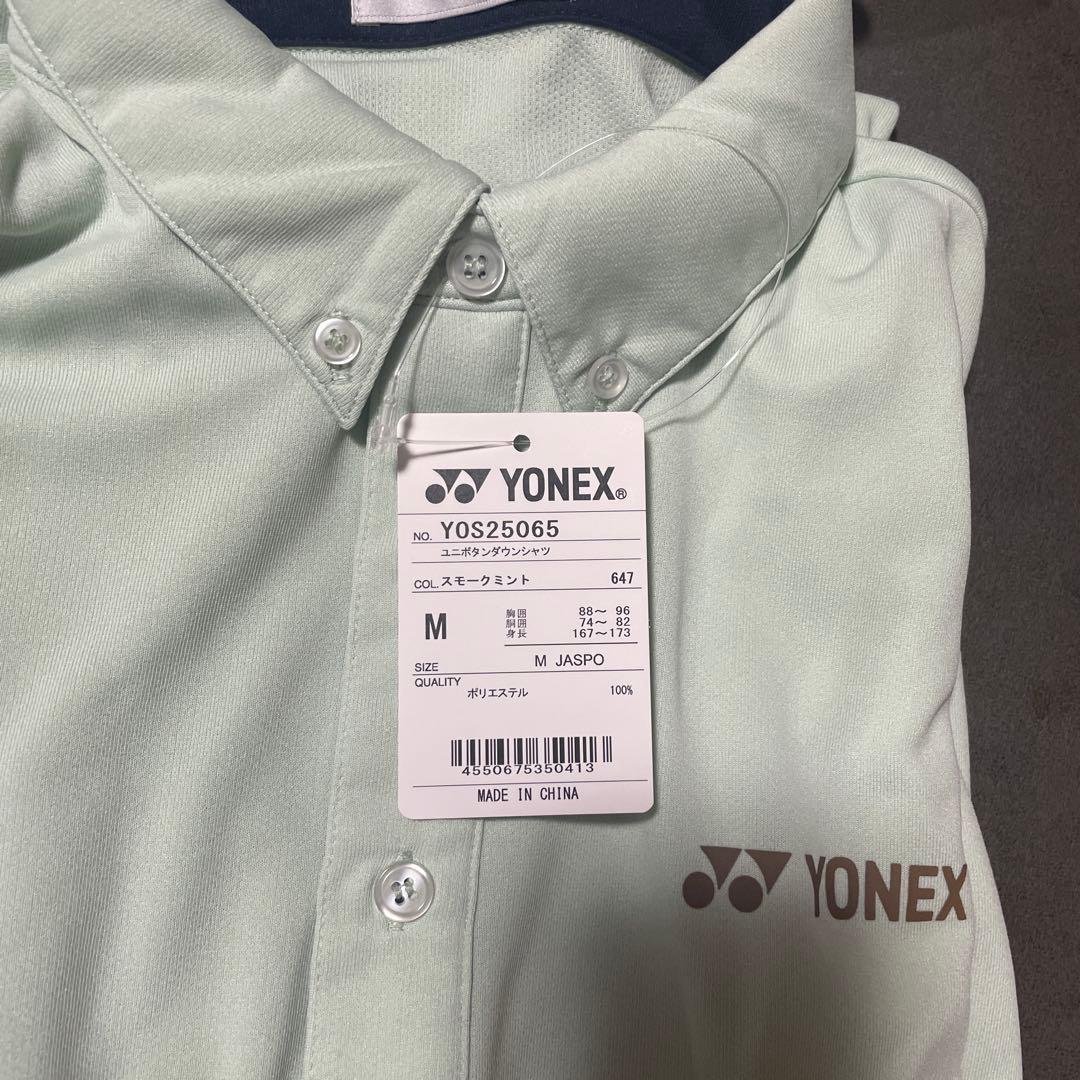 YONEX®
NO. YOS25065
ユニボタンダウンシャツ
COL. スモークミント 647
M
胸囲 88～ 96
胴囲 74～ 82
身長 167～173
SIZE M JASPO
QUALITY
ポリエステル 100%
4550675350413
MADE IN CHINA
YONEX